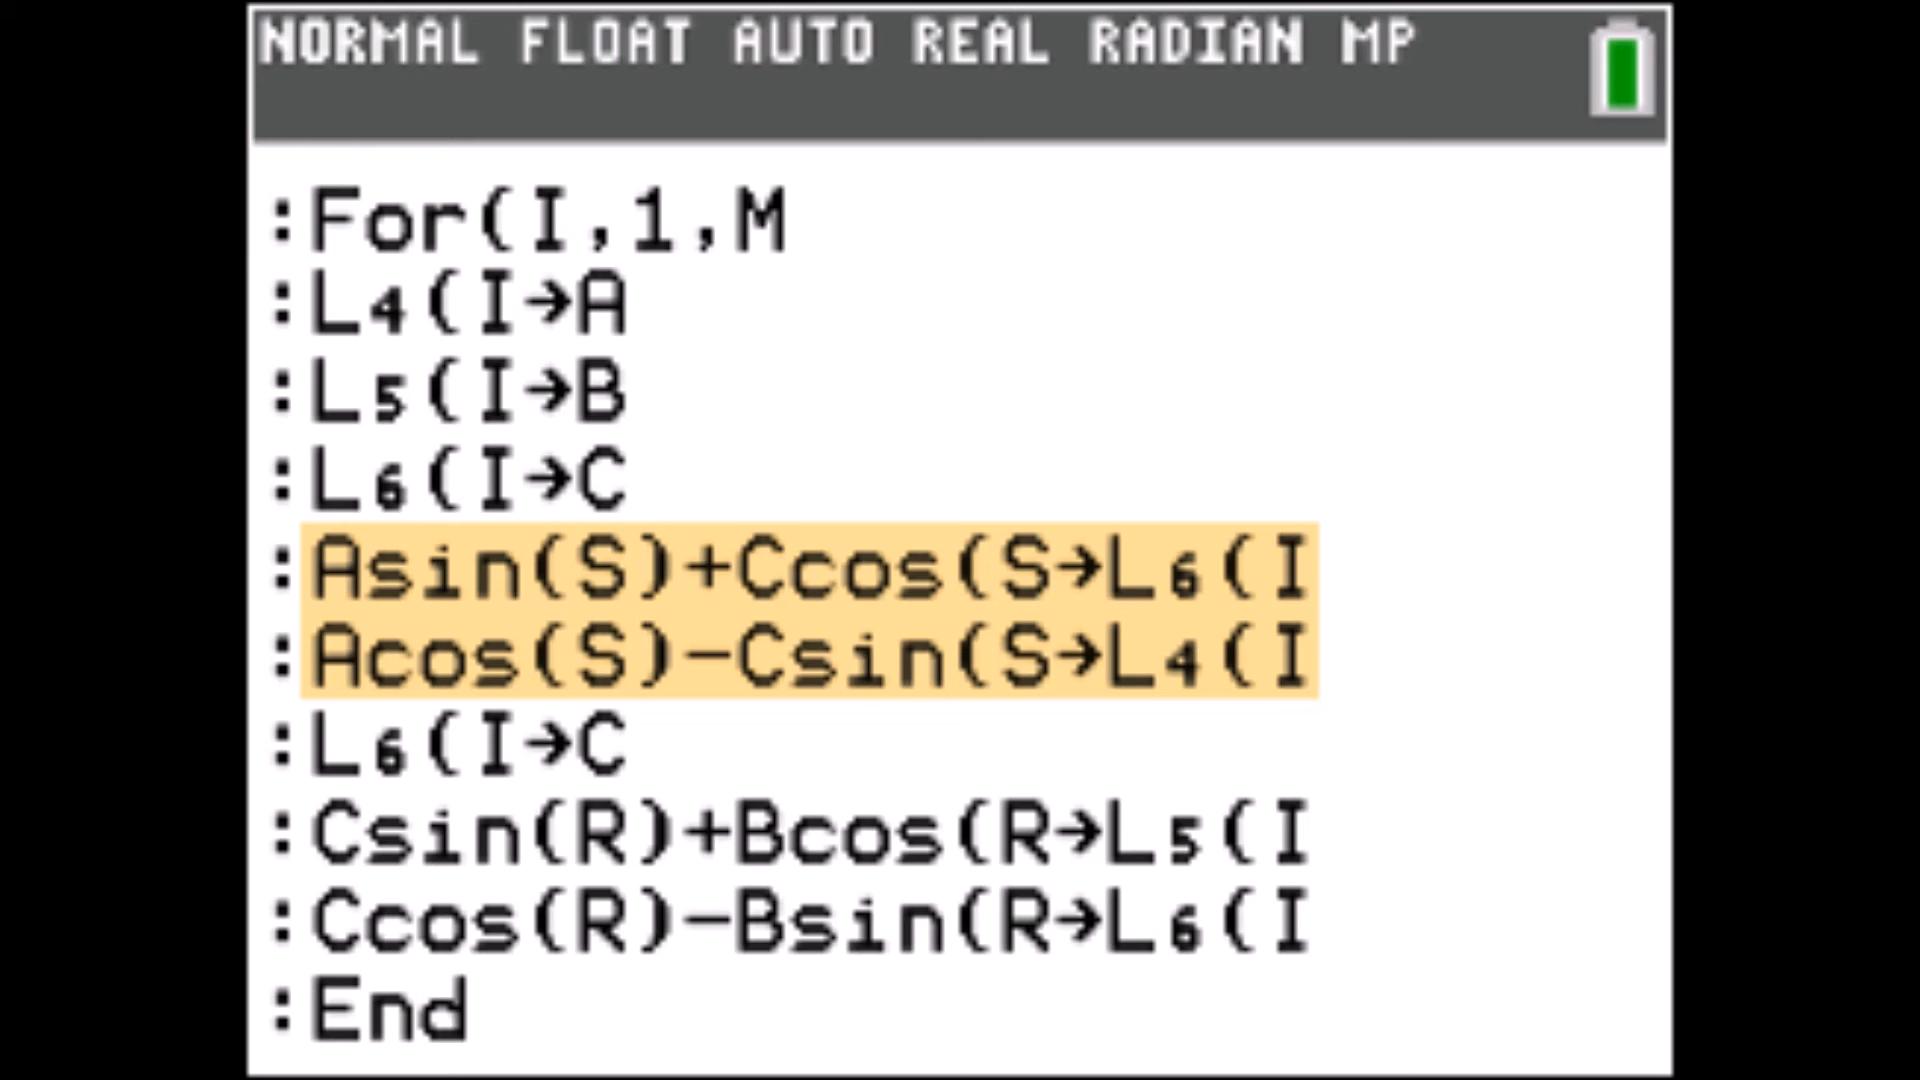 NORMAL FLOAT AUTO REAL RADIAN MP
:For(I,1,M
:L₄(I→A
:L₅(I→B
:L₆(I→C
:Asin(S)+Ccos(S→L₆(I
:Acos(S)−Csin(S→L₄(I
:L₆(I→C
:Csin(R)+Bcos(R→L₅(I
:Ccos(R)−Bsin(R→L₆(I
:End